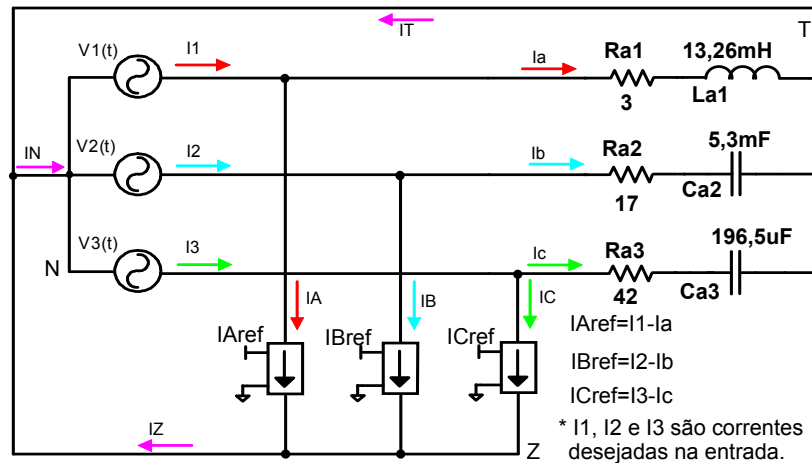 IT
T
V1(t)
I1
Ia
Ra1
3
13,26mH
La1
IN
V2(t)
I2
Ib
Ra2
17
5,3mF
Ca2
V3(t)
N
I3
Ic
Ra3
42
196,5uF
Ca3
IA
IB
IC
IAref
IBref
ICref
IAref=I1-Ia
IBref=I2-Ib
ICref=I3-Ic
IZ
Z
* I1, I2 e I3 são correntes
desejadas na entrada.